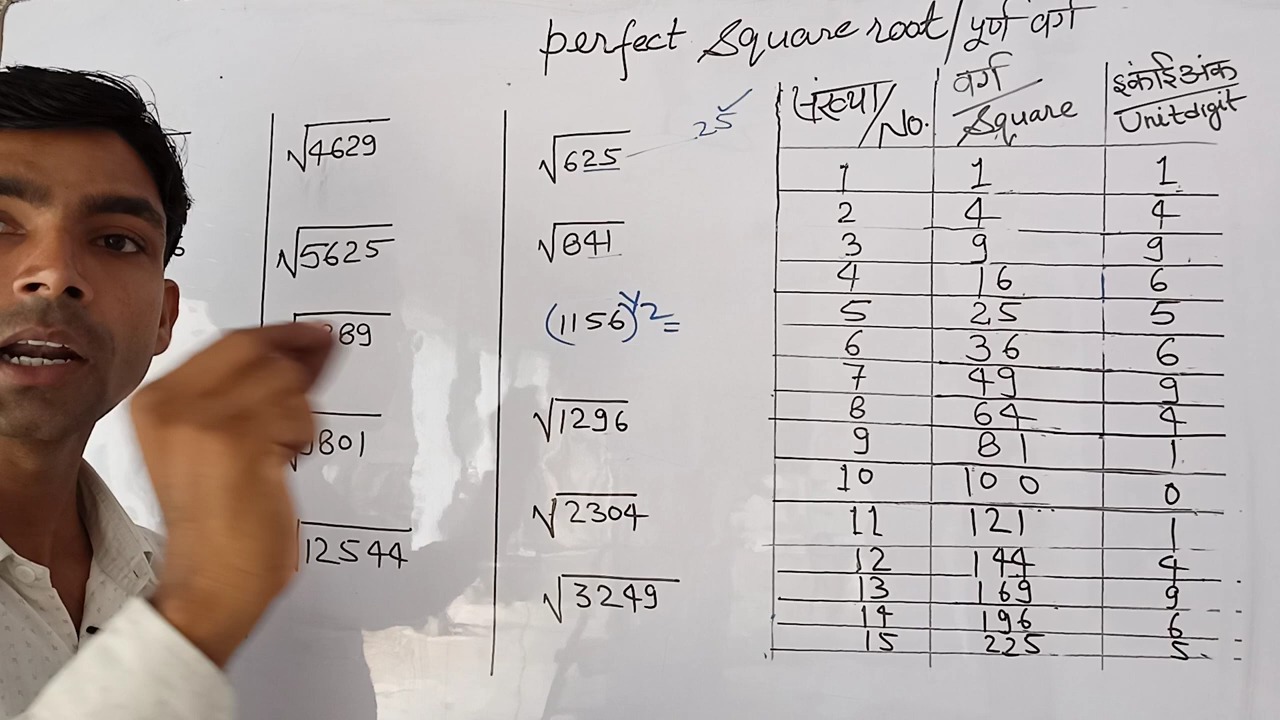 perfect square root/पूर्ण वर्ग
√4629
√5625
89
801
12544
√625
25 ✓
√841
(1156)^1/2 =
√1296
√2304
√3249
संख्या/No. वर्ग/Square इकाई अंक/Unit digit
1 1 1
2 4 4
3 9 9
4 16 6
5 25 5
6 36 6
7 49 9
8 64 4
9 81 1
10 100 0
11 121 1
12 144 4
13 169 9
14 196 6
15 225 5